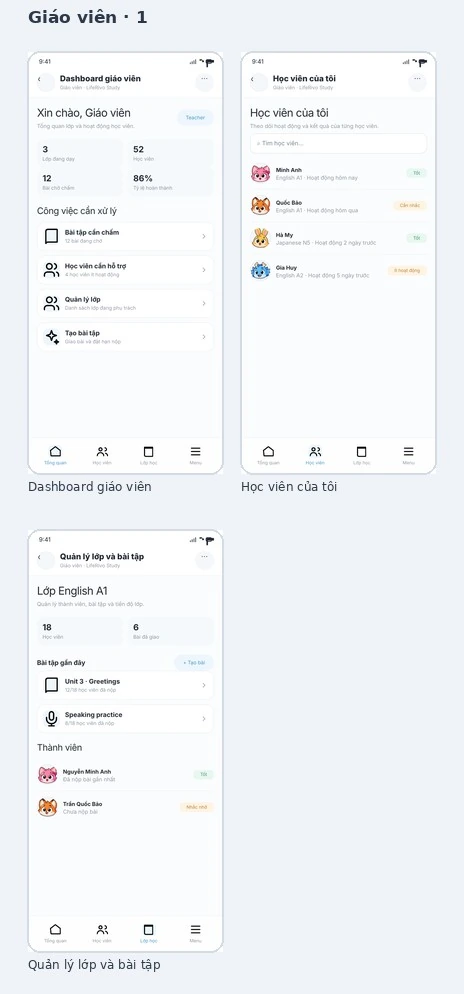 Giáo viên · 1
9:41
Dashboard giáo viên
Giáo viên · LifeRivo Study
Xin chào, Giáo viên
Tổng quan lớp và hoạt động học viên.
Teacher
3
Lớp đang dạy
52
Học viên
12
Bài chờ chấm
86%
Tỷ lệ hoàn thành
Công việc cần xử lý
Bài tập cần chấm
12 bài đang chờ
Học viên cần hỗ trợ
4 học viên ít hoạt động
Quản lý lớp
Danh sách lớp đang phụ trách
Tạo bài tập
Giao bài và đặt hạn nộp
Tổng quan
Học viên
Lớp học
Menu
Dashboard giáo viên
9:41
Học viên của tôi
Giáo viên · LifeRivo Study
Học viên của tôi
Theo dõi hoạt động và kết quả của từng học viên.
Tìm học viên...
Minh Anh
English A1 · Hoạt động hôm nay
Tốt
Quốc Bảo
English A1 · Hoạt động hôm qua
Cần nhắc
Hà My
Japanese N5 · Hoạt động 2 ngày trước
Tốt
Gia Huy
English A2 · Hoạt động 5 ngày trước
Ít hoạt động
Tổng quan
Học viên
Lớp học
Menu
Học viên của tôi
9:41
Quản lý lớp và bài tập
Giáo viên · LifeRivo Study
Lớp English A1
Quản lý thành viên, bài tập và tiến độ lớp.
18
Học viên
6
Bài đã giao
Bài tập gần đây
+ Tạo bài
Unit 3 · Greetings
12/18 học viên đã nộp
Speaking practice
8/18 học viên đã nộp
Thành viên
Nguyễn Minh Anh
Đã nộp bài gần nhất
Tốt
Trần Quốc Bảo
Chưa nộp bài
Nhắc nhở
Tổng quan
Học viên
Lớp học
Menu
Quản lý lớp và bài tập